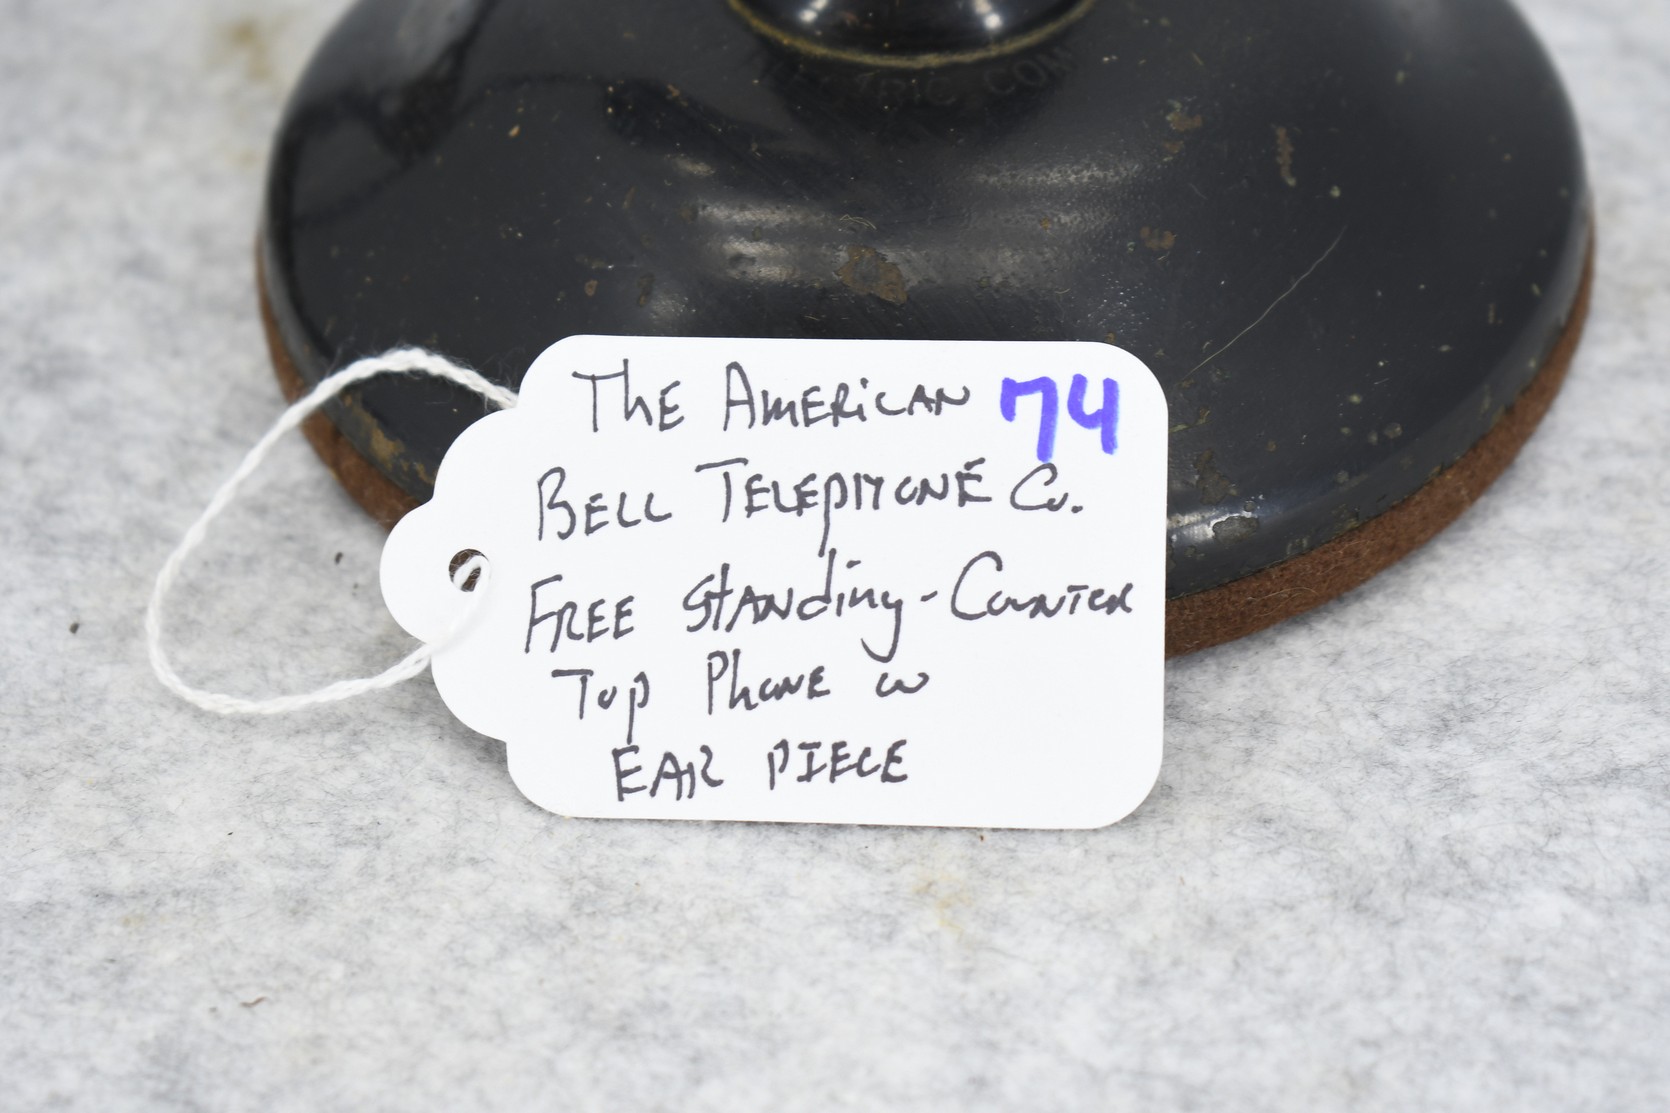 The American 74
Bell Telephone Co.
Free Standing-Counter
Top Phone w
Ear Piece